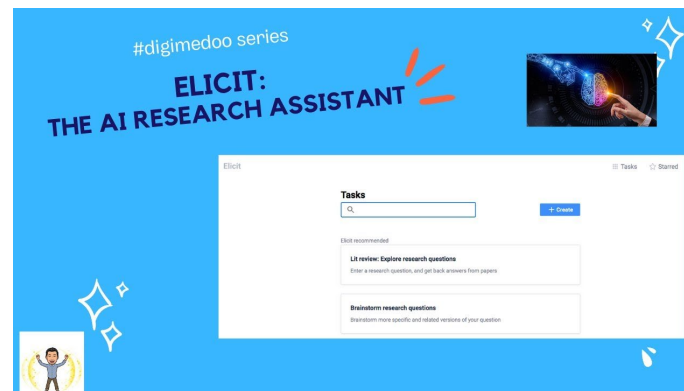 #digimedoo series
ELICIT:
THE AI RESEARCH ASSISTANT
Elicit
Tasks
Starred
Tasks
+ Create
Elicit recommended
Lit review: Explore research questions
Enter a research question, and get back answers from papers
Brainstorm research questions
Brainstorm more specific and related versions of your question